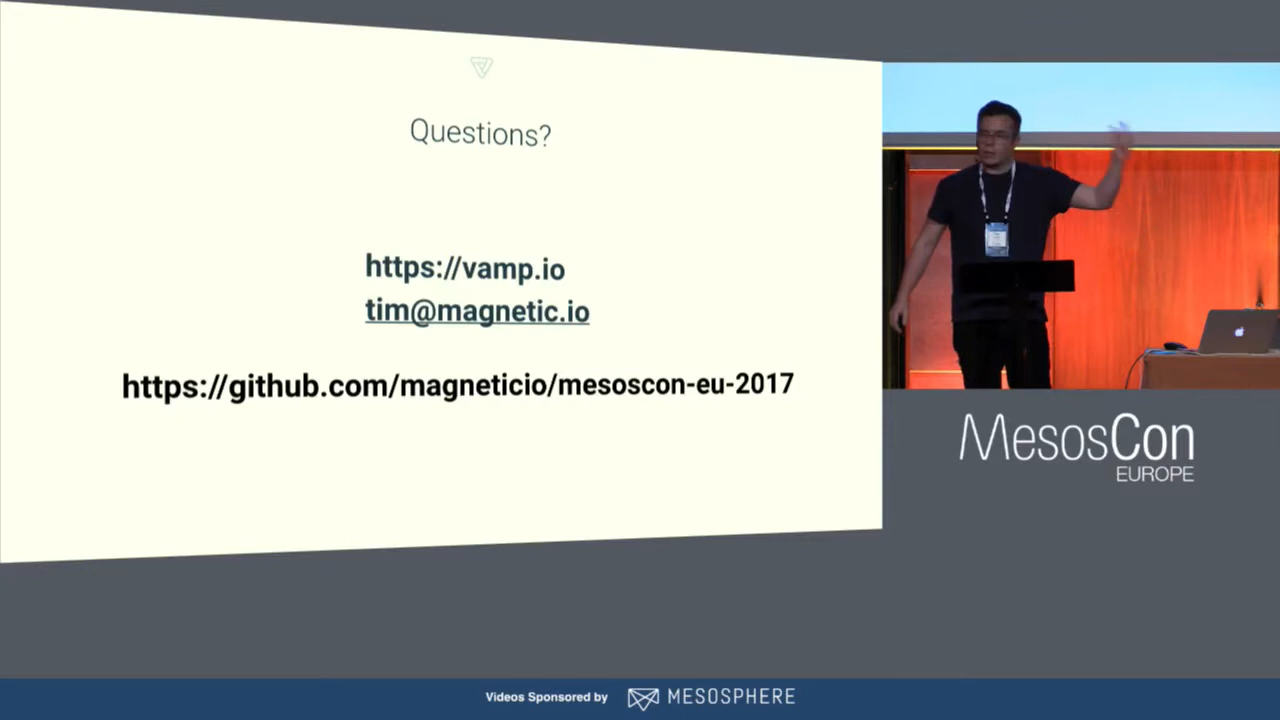 Questions?
https://vamp.io
tim@magnetic.io
https://github.com/magneticio/mesoscon-eu-2017
MesosCon
EUROPE
Videos Sponsored by
MESOSPHERE